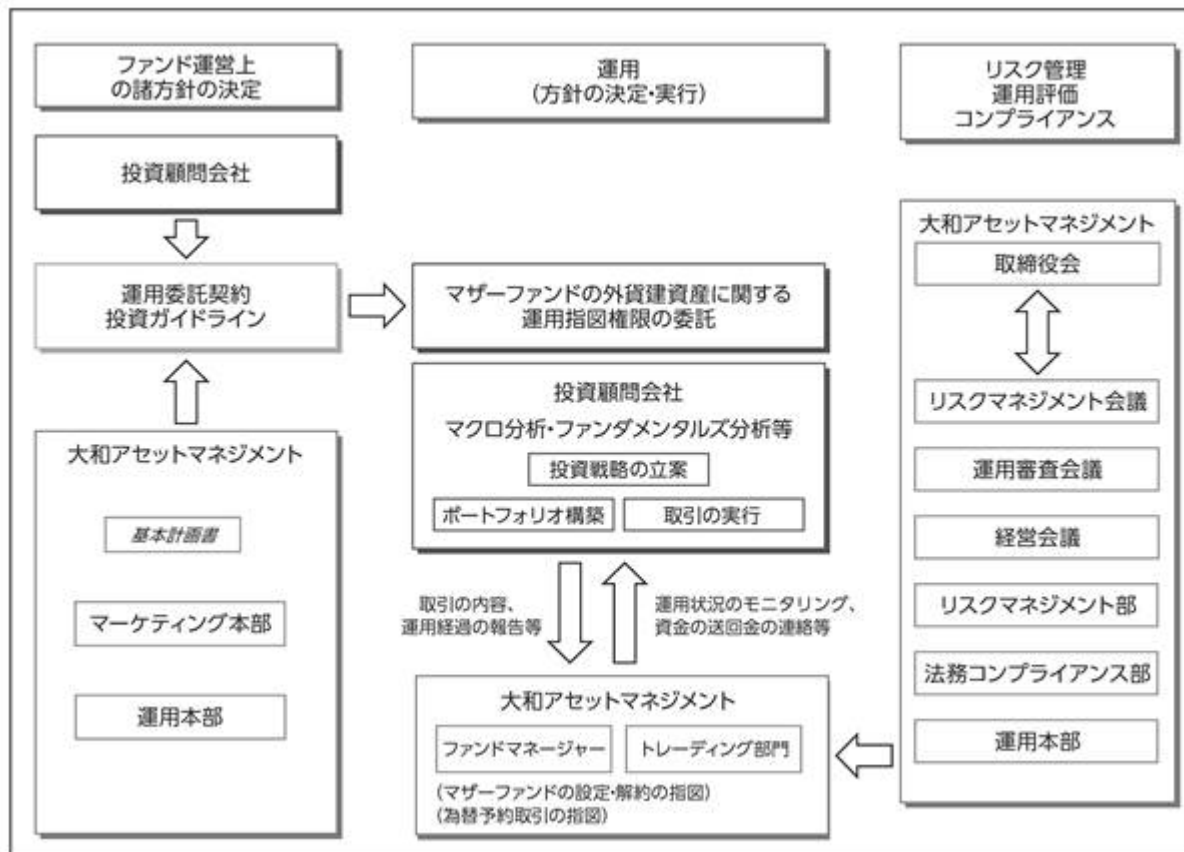 ファンド運営上
の諸方針の決定
投資顧問会社
運用委託契約
投資ガイドライン
大和アセットマネジメント
基本計画書
マーケティング本部
運用本部
運用
(方針の決定・実行)
マザーファンドの外貨建資産に関する
運用指図権限の委託
投資顧問会社
マクロ分析・ファンダメンタルズ分析等
投資戦略の立案
ポートフォリオ構築
取引の実行
取引の内容、
運用経過の報告等
運用状況のモニタリング、
資金の送回金の連絡等
大和アセットマネジメント
ファンドマネージャー
トレーディング部門
(マザーファンドの設定・解約の指図)
(為替予約取引の指図)
リスク管理
運用評価
コンプライアンス
大和アセットマネジメント
取締役会
リスクマネジメント会議
運用審査会議
経営会議
リスクマネジメント部
法務コンプライアンス部
運用本部